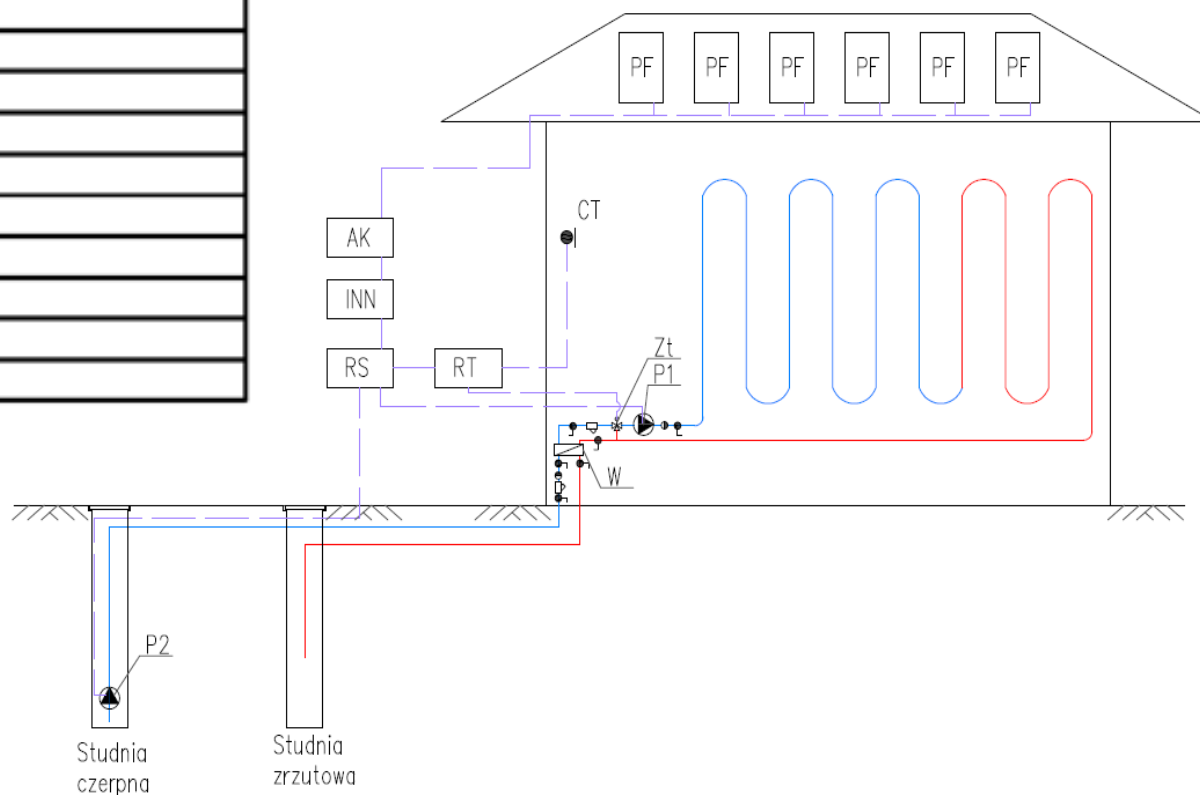 PF PF PF PF PF PF
CT
AK
INN
RS
RT
Zt
P1
W
P2
Studnia
czerpna
Studnia
zrzutowa